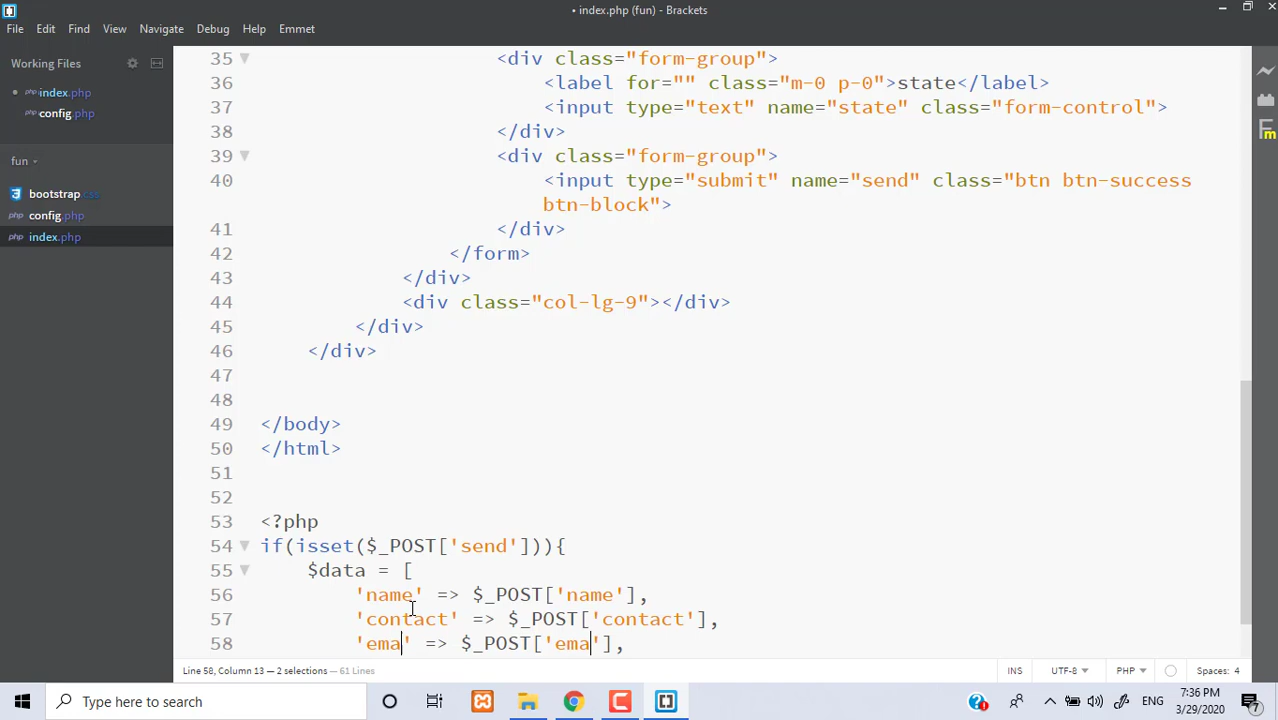 • index.php (fun) - Brackets
File Edit Find View Navigate Debug Help Emmet
Working Files
index.php
config.php
fun
bootstrap.css
config.php
index.php
35 <div class="form-group">
36 <label for="" class="m-0 p-0">state</label>
37 <input type="text" name="state" class="form-control">
38 </div>
39 <div class="form-group">
40 <input type="submit" name="send" class="btn btn-success
btn-block">
41 </div>
42 </form>
43 </div>
44 <div class="col-lg-9"></div>
45 </div>
46 </div>
47
48
49 </body>
50 </html>
51
52
53 <?php
54 if(isset($_POST['send'])){
55 $data = [
56 'name' => $_POST['name'],
57 'contact' => $_POST['contact'],
58 'ema' => $_POST['ema'],
Line 58, Column 13 — 2 selections — 61 Lines
INS UTF-8 PHP Spaces: 4
Type here to search
ENG
7:36 PM
3/29/2020
7